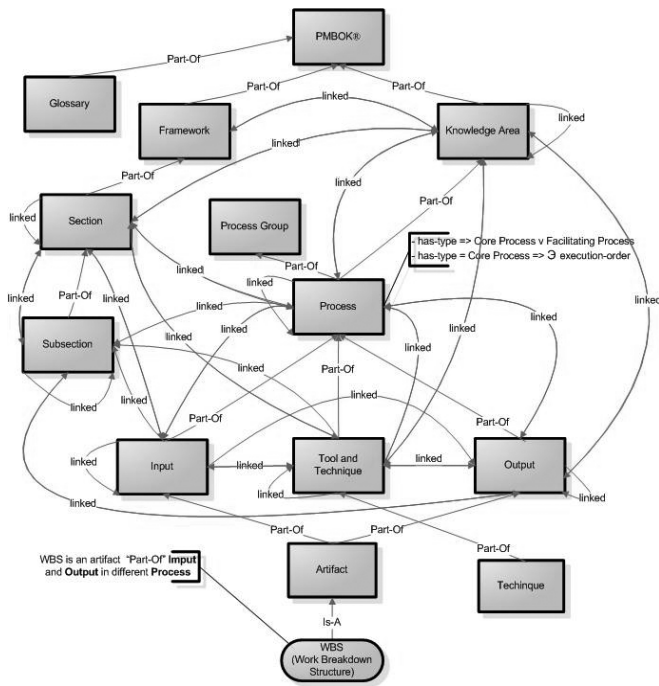 PMBOK®
Part-Of
Part-Of
Part-Of
Glossary
linked
linked
Framework
Knowledge Area
linked
Part-Of
linked
Part-Of
linked
Section
Process Group
- has-type => Core Process v Facilitating Process
- has-type = Core Process => Э execution-order
linked
Part-Of
linked
Part-Of
linked
linked
linked
Process
linked
linked
Subsection
linked
linked
linked
linked
Part-Of
Part-Of
Part-Of
linked
Input
linked
Tool and
Technique
linked
Output
linked
linked
linked
Part-Of
Part-Of
Part-Of
WBS is an artifact "Part-Of" Input
and Output in different Process
Artifact
Techinque
Is-A
WBS
(Work Breakdown
Structure)